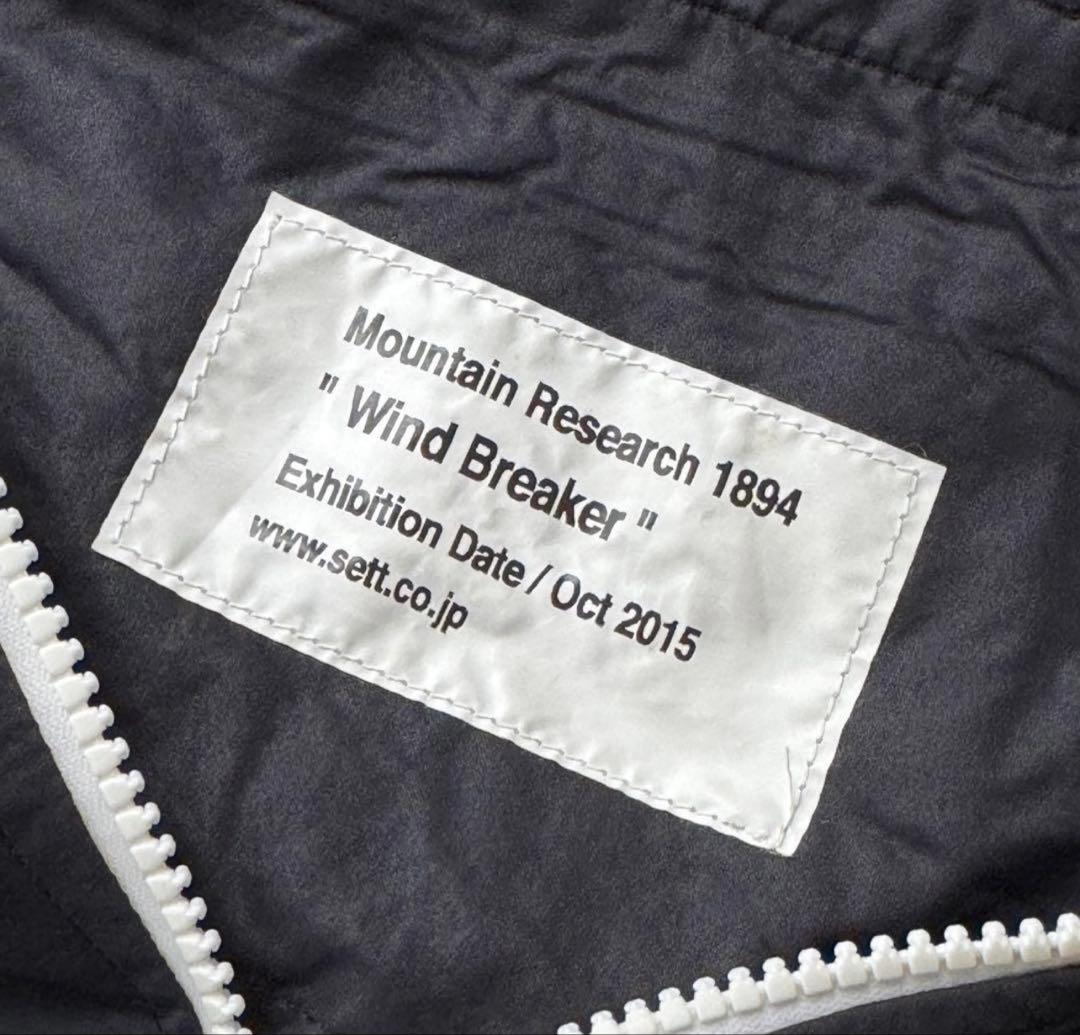 Mountain Research 1894
" Wind Breaker "
Exhibition Date / Oct 2015
www.sett.co.jp